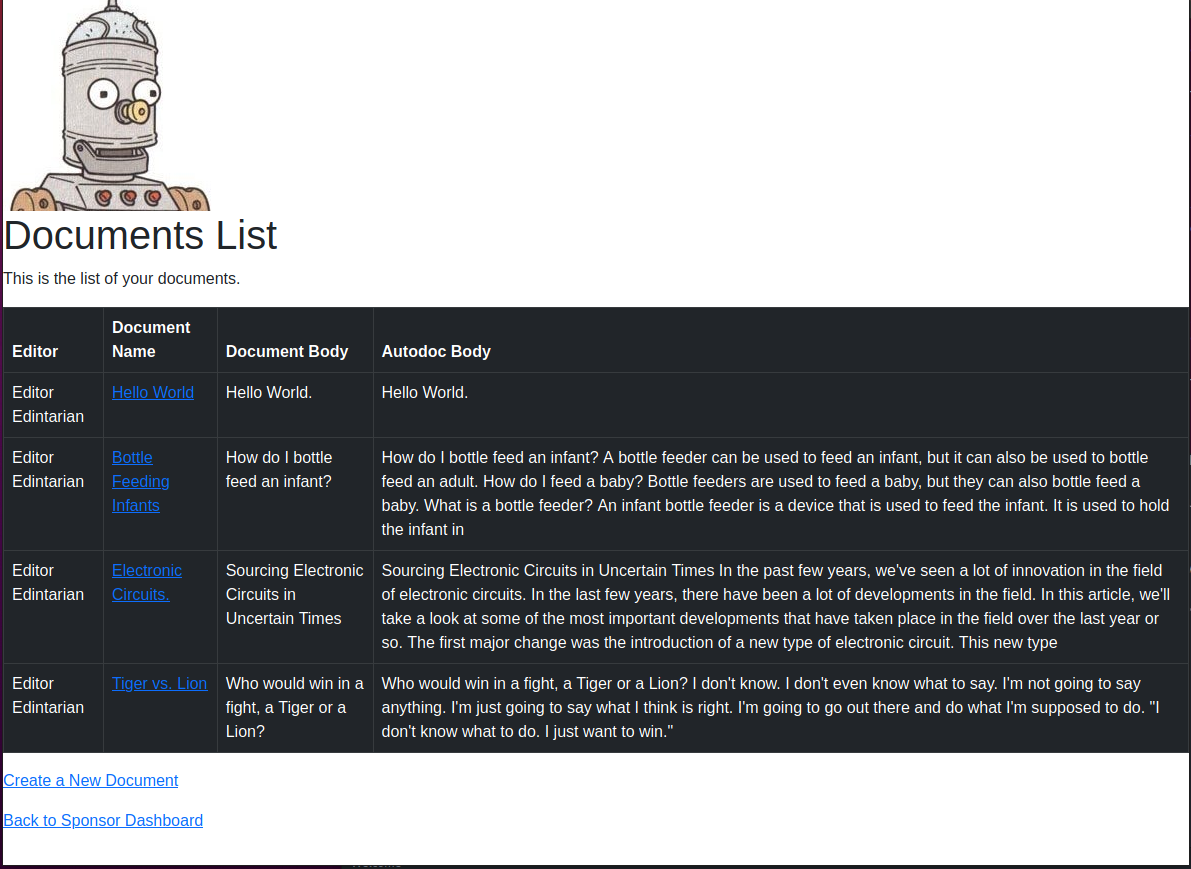 Documents List
This is the list of your documents.
Editor
Document
Name
Document Body
Autodoc Body
Editor
Edintarian
Hello World
Hello World.
Hello World.
Editor
Edintarian
Bottle
Feeding
Infants
How do I bottle
feed an infant?
How do I bottle feed an infant? A bottle feeder can be used to feed an infant, but it can also be used to bottle
feed an adult. How do I feed a baby? Bottle feeders are used to feed a baby, but they can also bottle feed a
baby. What is a bottle feeder? An infant bottle feeder is a device that is used to feed the infant. It is used to hold
the infant in
Editor
Edintarian
Electronic
Circuits.
Sourcing Electronic
Circuits in
Uncertain Times
Sourcing Electronic Circuits in Uncertain Times In the past few years, we've seen a lot of innovation in the field
of electronic circuits. In the last few years, there have been a lot of developments in the field. In this article, we'll
take a look at some of the most important developments that have taken place in the field over the last year or
so. The first major change was the introduction of a new type of electronic circuit. This new type
Editor
Edintarian
Tiger vs. Lion
Who would win in a
fight, a Tiger or a
Lion?
Who would win in a fight, a Tiger or a Lion? I don't know. I don't even know what to say. I'm not going to say
anything. I'm just going to say what I think is right. I'm going to go out there and do what I'm supposed to do. "I
don't know what to do. I just want to win."
Create a New Document
Back to Sponsor Dashboard